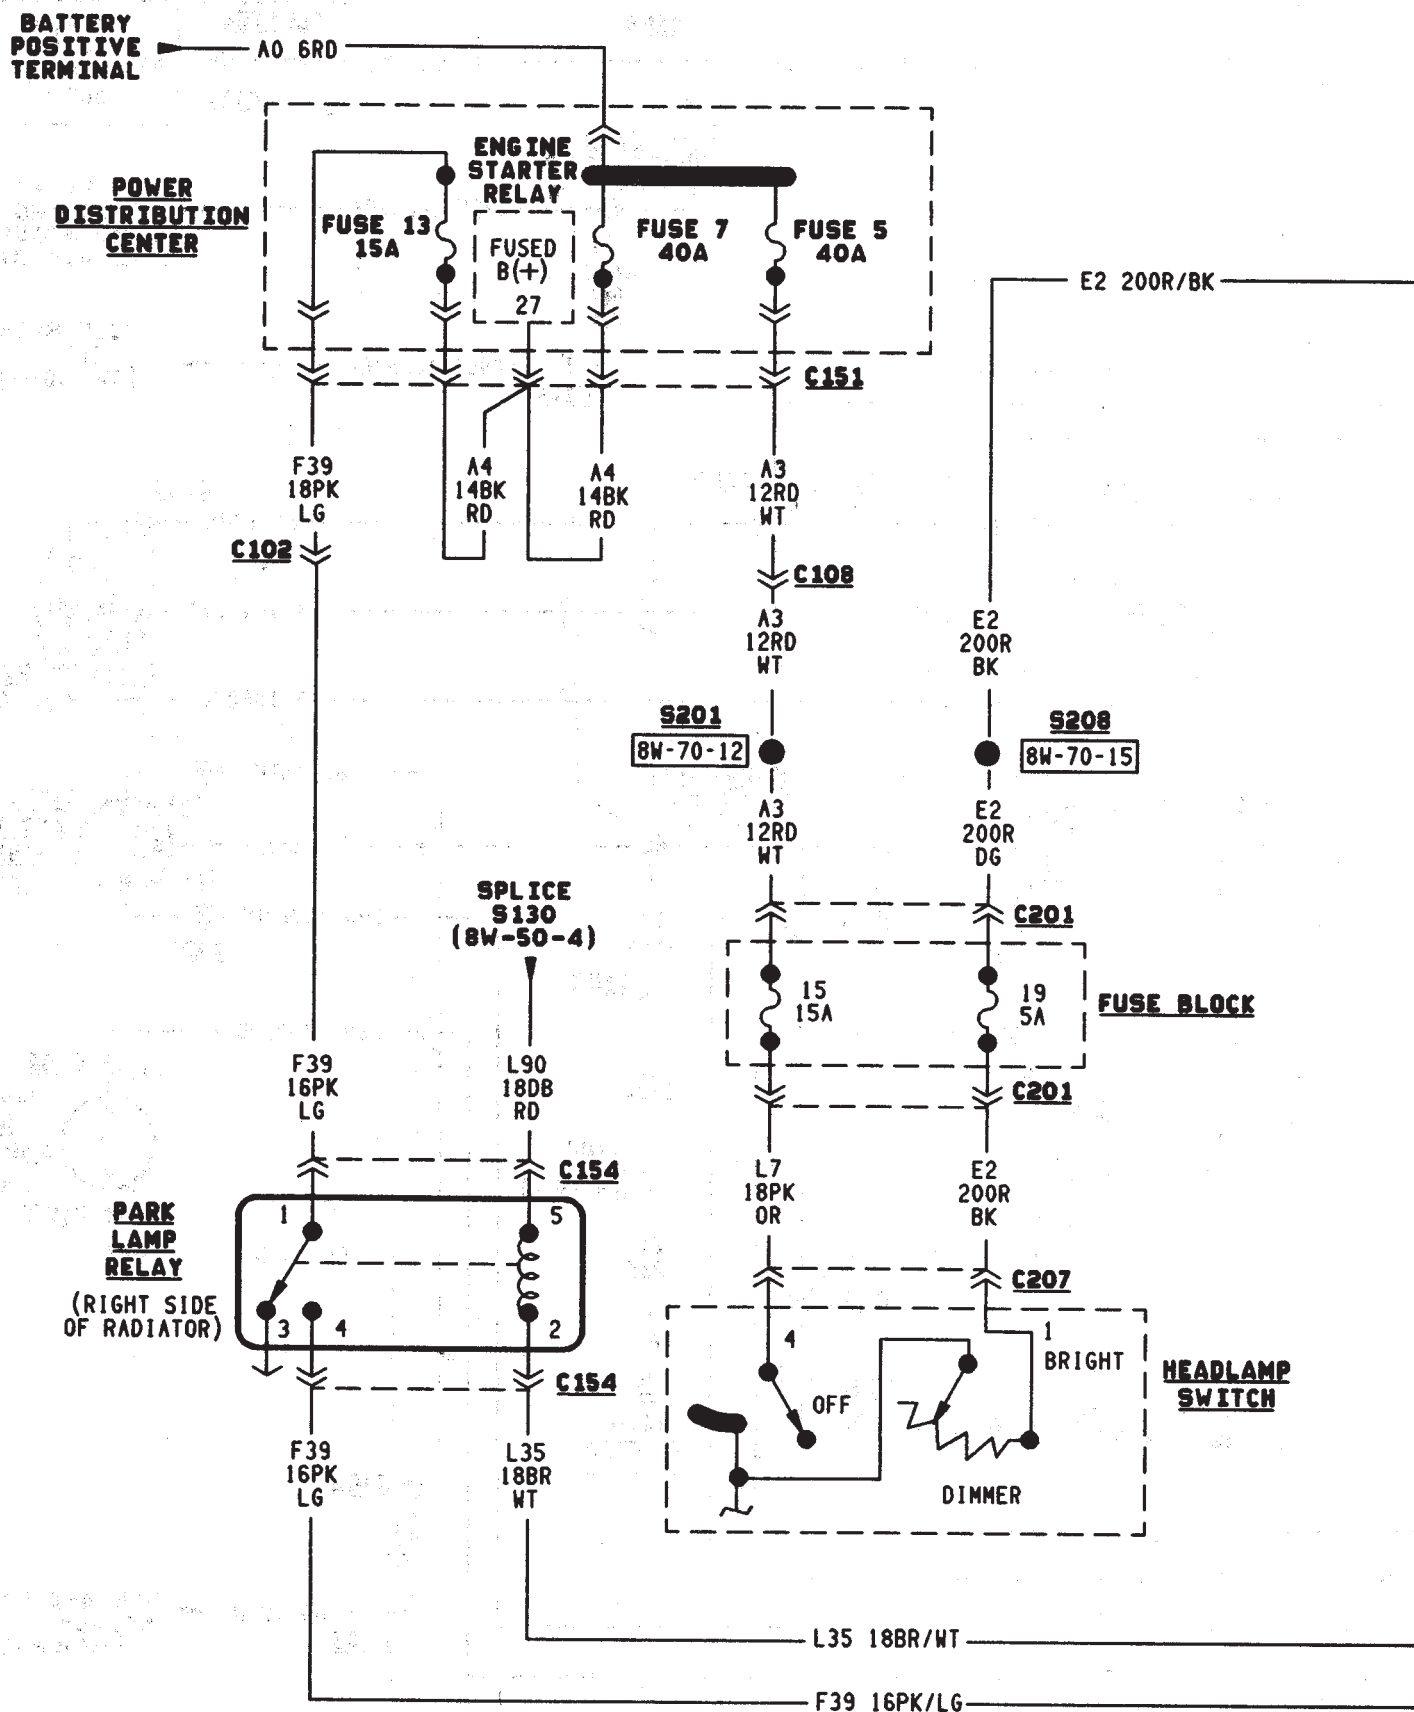 BATTERY
POSITIVE
TERMINAL
A0 6RD
POWER
DISTRIBUTION
CENTER
ENGINE
STARTER
RELAY
FUSE 13
15A
FUSED
B(+)
27
FUSE 7
40A
FUSE 5
40A
E2 200R/BK
C151
F39
18PK
LG
A4
14BK
RD
A4
14BK
RD
A3
12RD
WT
C102
C108
A3
12RD
WT
E2
200R
BK
S201
8W-70-12
S208
8W-70-15
A3
12RD
WT
E2
200R
DG
SPLICE
S130
(8W-50-4)
C201
15
15A
19
5A
FUSE BLOCK
F39
16PK
LG
L90
18DB
RD
C201
C154
L7
18PK
OR
E2
200R
BK
PARK
LAMP
RELAY
(RIGHT SIDE
OF RADIATOR)
1
5
3
4
2
C207
4
1
BRIGHT
OFF
DIMMER
HEADLAMP
SWITCH
C154
F39
16PK
LG
L35
18BR
WT
L35 18BR/WT
F39 16PK/LG